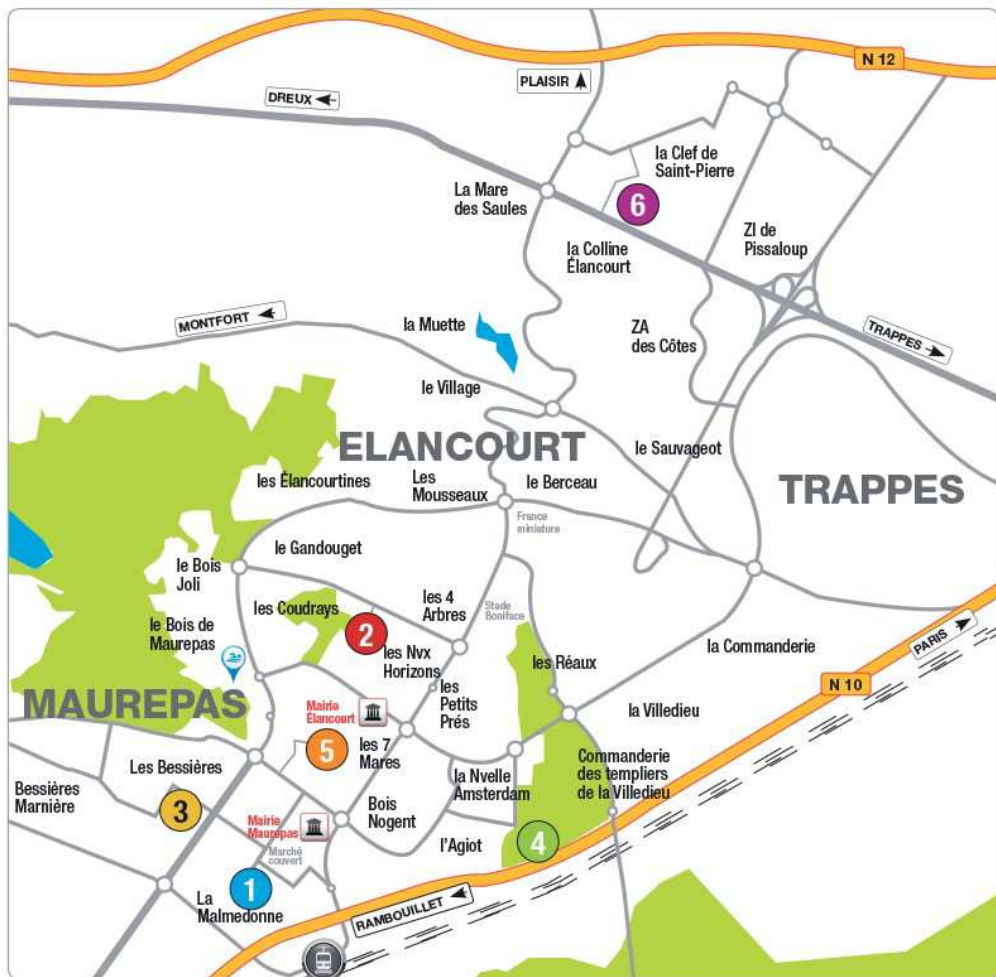 N 12
PLAISIR
DREUX
la Clef de
Saint-Pierre
La Mare
des Saules
6
ZI de
Pissaloup
la Colline
Élancourt
MONTFORT
la Muette
ZA
des Côtes
TRAPPES
le Village
ELANCOURT
le Sauvageot
les Élancourtines
Les
Mousseaux
le Berceau
TRAPPES
France
miniature
le Gandouget
le Bois
Joli
les Coudrays
les 4
Arbres
Stade
Boniface
le Bois de
Maurepas
2
les Nvx
Horizons
la Commanderie
PARIS
les Réaux
MAUREPAS
les
Petits
Prés
N 10
Mairie
Élancourt
la Villedieu
5
les 7
Mares
Les Bessières
Commanderie
des templiers
de la Villedieu
la Nvelle
Amsterdam
Bessières
Marnière
3
Bois
Nogent
Mairie
Maurepas
l'Agiot
4
Marché
couvert
1
La
Malmedonne
RAMBOUILLET